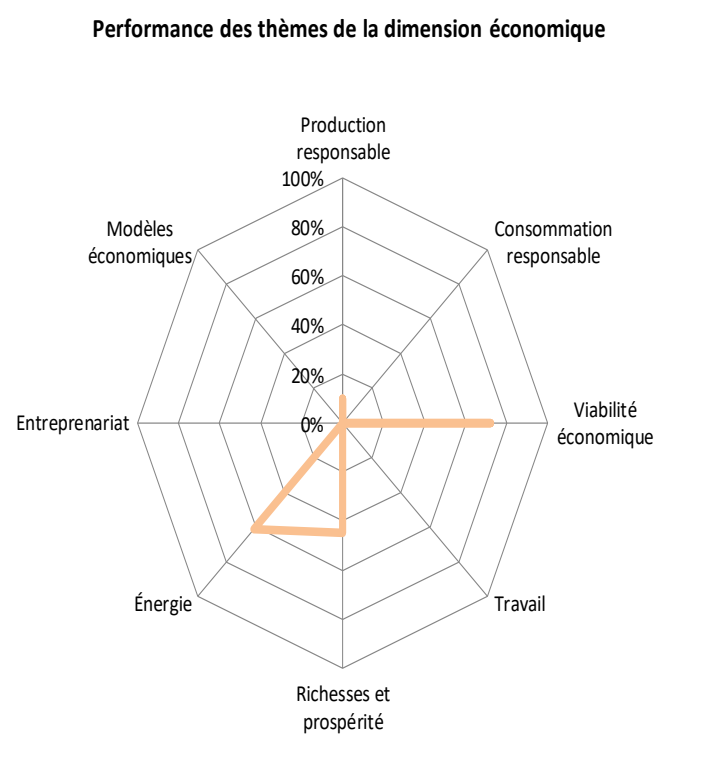 Performance des thèmes de la dimension économique
Production
responsable
100%
80%
60%
40%
20%
0%
Modèles
économiques
Consommation
responsable
Entreprenariat
Viabilité
économique
Énergie
Travail
Richesses et
prospérité